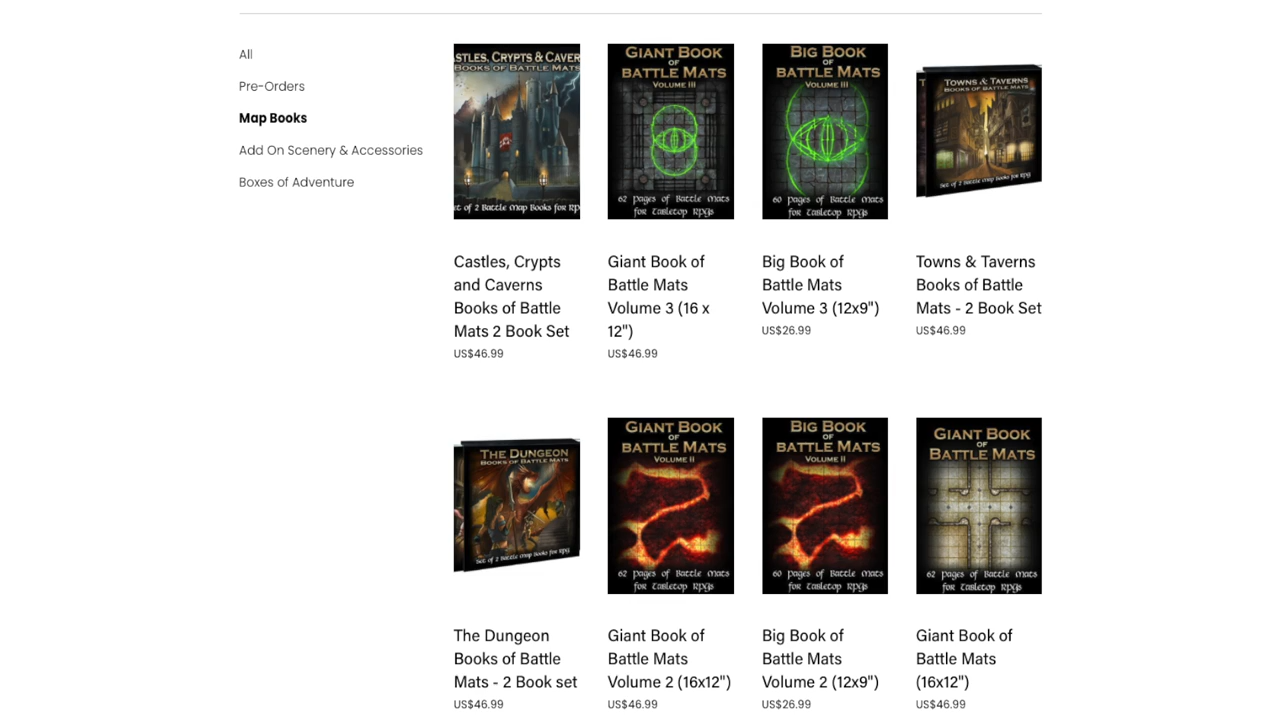 All
Pre-Orders
Map Books
Add On Scenery & Accessories
Boxes of Adventure
STLES, CRYPTS & CAVER
BOOKS OF BATTLE MATS
et of 2 Battle Map Books for RP
GIANT BOOK
OF
BATTLE MATS
VOLUME III
62 Pages of Battle Mats
for Tabletop RPGs
BIG BOOK
OF
BATTLE MATS
VOLUME III
60 Pages of Battle Mats
for Tabletop RPGs
TOWNS & TAVERNS
BOOKS OF BATTLE MATS
Set of 2 Battle Map Books for RPG
Castles, Crypts
and Caverns
Books of Battle
Mats 2 Book Set
US$46.99
Giant Book of
Battle Mats
Volume 3 (16 x
12")
US$46.99
Big Book of
Battle Mats
Volume 3 (12x9")
US$26.99
Towns & Taverns
Books of Battle
Mats - 2 Book Set
US$46.99
THE DUNGEON
BOOKS OF BATTLE MATS
Set of 2 Battle Map Books for RPG
GIANT BOOK
OF
BATTLE MATS
VOLUME II
62 Pages of Battle Mats
for Tabletop RPGs
BIG BOOK
OF
BATTLE MATS
VOLUME II
60 Pages of Battle Mats
for Tabletop RPGs
GIANT BOOK
OF
BATTLE MATS
62 Pages of Battle Mats
for Tabletop RPGs
The Dungeon
Books of Battle
Mats - 2 Book set
US$46.99
Giant Book of
Battle Mats
Volume 2 (16x12")
US$46.99
Big Book of
Battle Mats
Volume 2 (12x9")
US$26.99
Giant Book of
Battle Mats
(16x12")
US$46.99